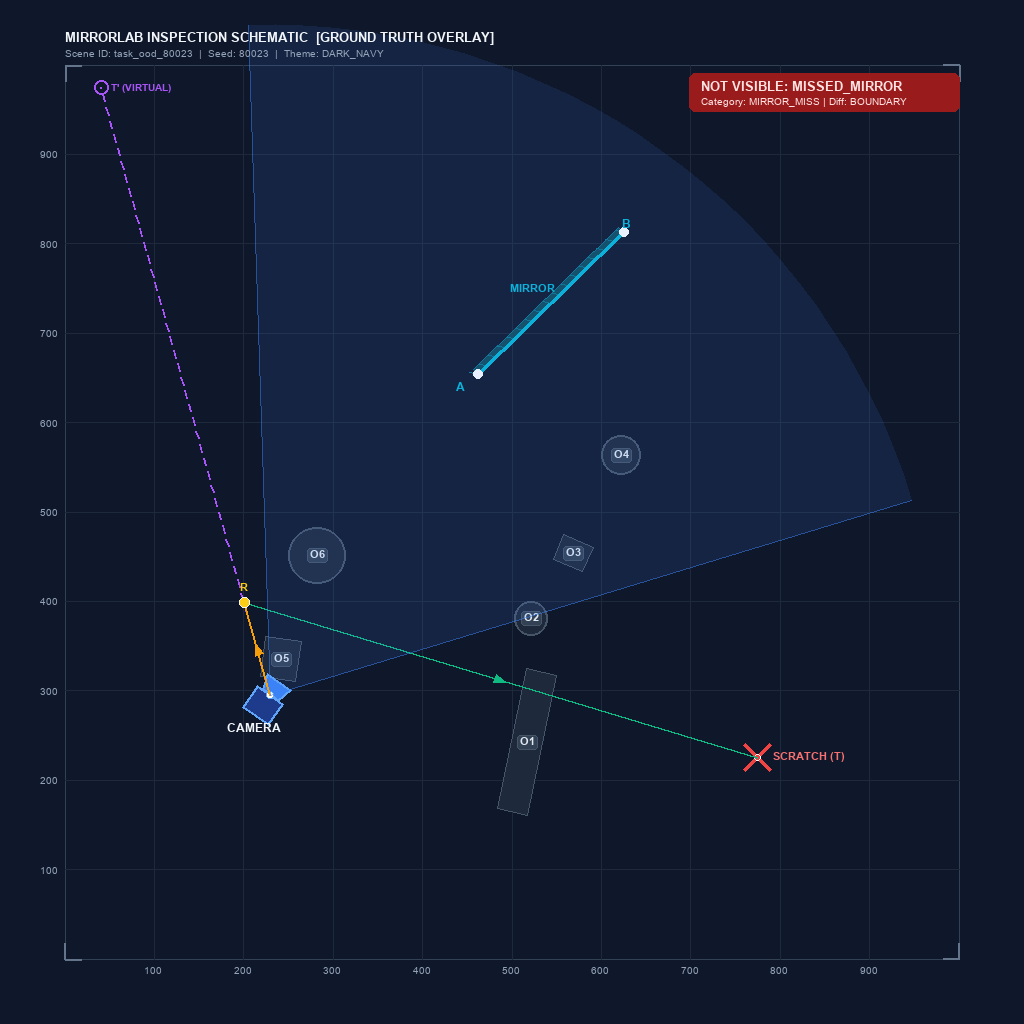 MIRRORLAB INSPECTION SCHEMATIC [GROUND TRUTH OVERLAY]
Scene ID: task_ood_80023 | Seed: 80023 | Theme: DARK_NAVY
T' (VIRTUAL)
NOT VISIBLE: MISSED_MIRROR
Category: MIRROR_MISS | Diff: BOUNDARY
900
B
800
MIRROR
700
A
600
O4
500
O6
O3
R
400
O2
O5
300
CAMERA
O1
SCRATCH (T)
200
100
100 200 300 400 500 600 700 800 900